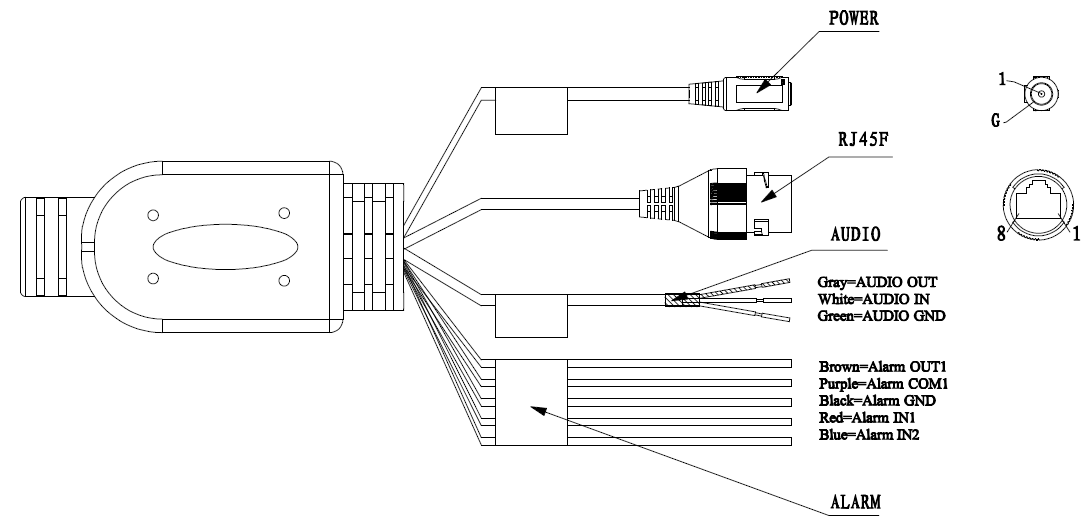 POWER
1
G
RJ45F
8
1
AUDIO
Gray=AUDIO OUT
White=AUDIO IN
Green=AUDIO GND
Brown=Alarm OUT1
Purple=Alarm COM1
Black=Alarm GND
Red=Alarm IN1
Blue=Alarm IN2
ALARM